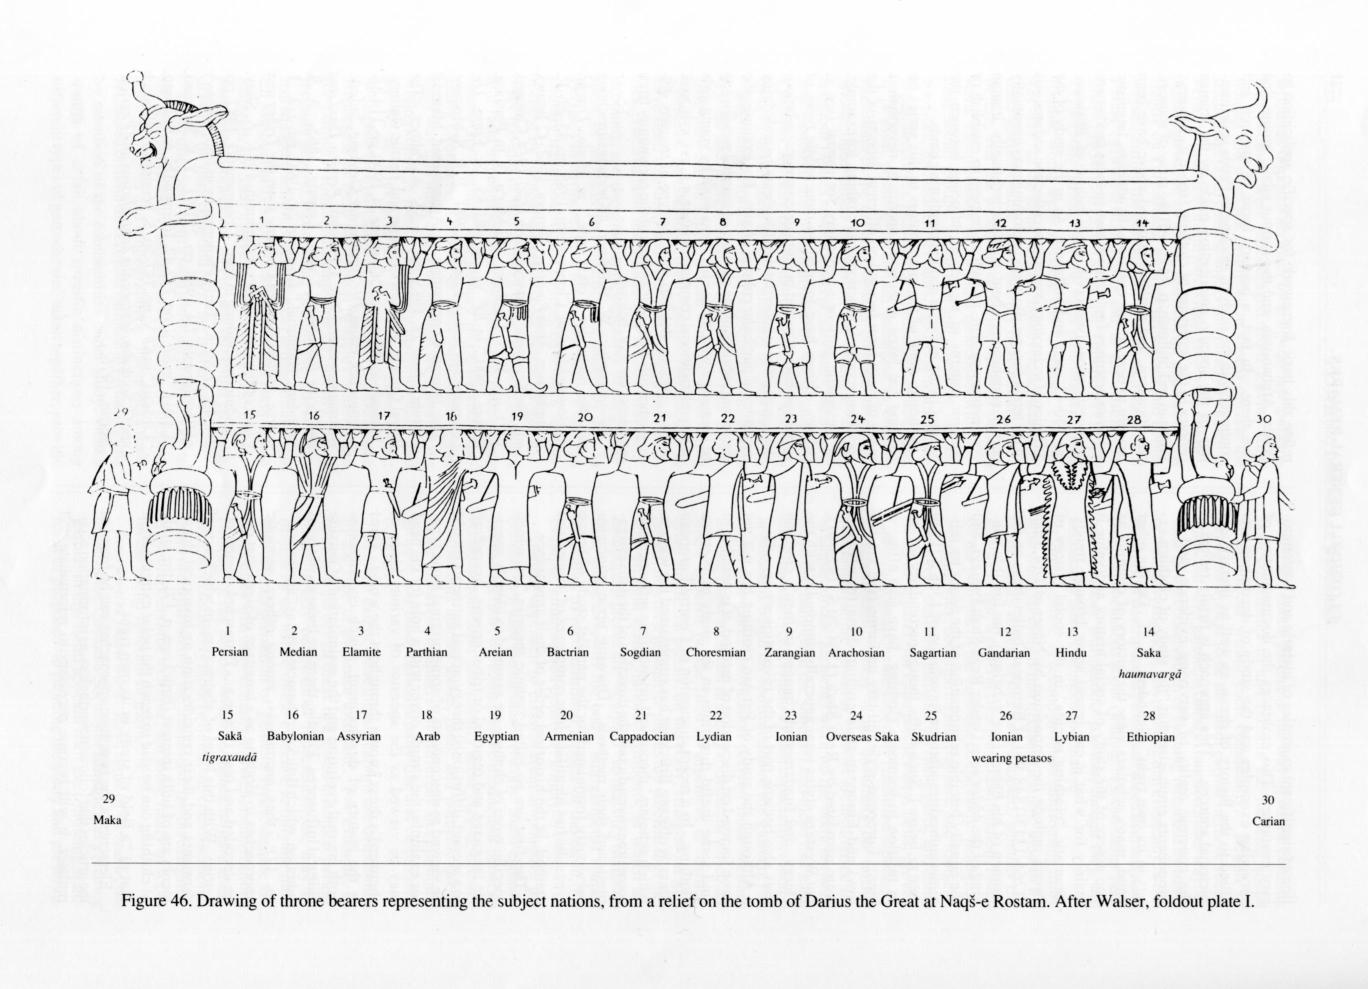 1 2 3 4 5 6 7 8 9 10 11 12 13 14
29 15 16 17 18 19 20 21 22 23 24 25 26 27 28 30
30
1 2 3 4 5 6 7 8 9 10 11 12 13 14
Persian Median Elamite Parthian Areian Bactrian Sogdian Choresmian Zarangian Arachosian Sagartian Gandarian Hindu Saka
haumavargā
15 16 17 18 19 20 21 22 23 24 25 26 27 28
Sakā Babylonian Assyrian Arab Egyptian Armenian Cappadocian Lydian Ionian Overseas Saka Skudrian Ionian Lybian Ethiopian
tigraxaudā wearing petasos
29 30
Maka Carian
Figure 46. Drawing of throne bearers representing the subject nations, from a relief on the tomb of Darius the Great at Naqš-e Rostam. After Walser, foldout plate I.